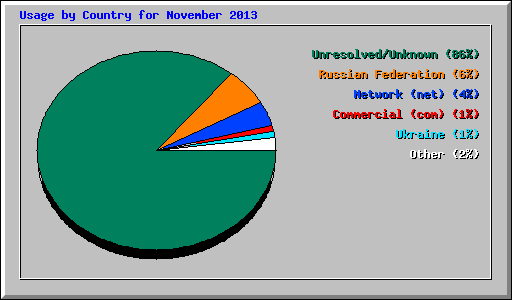 Usage by Country for November 2013
Unresolved/Unknown (86%)
Russian Federation (6%)
Network (net) (4%)
Commercial (com) (1%)
Ukraine (1%)
Other (2%)